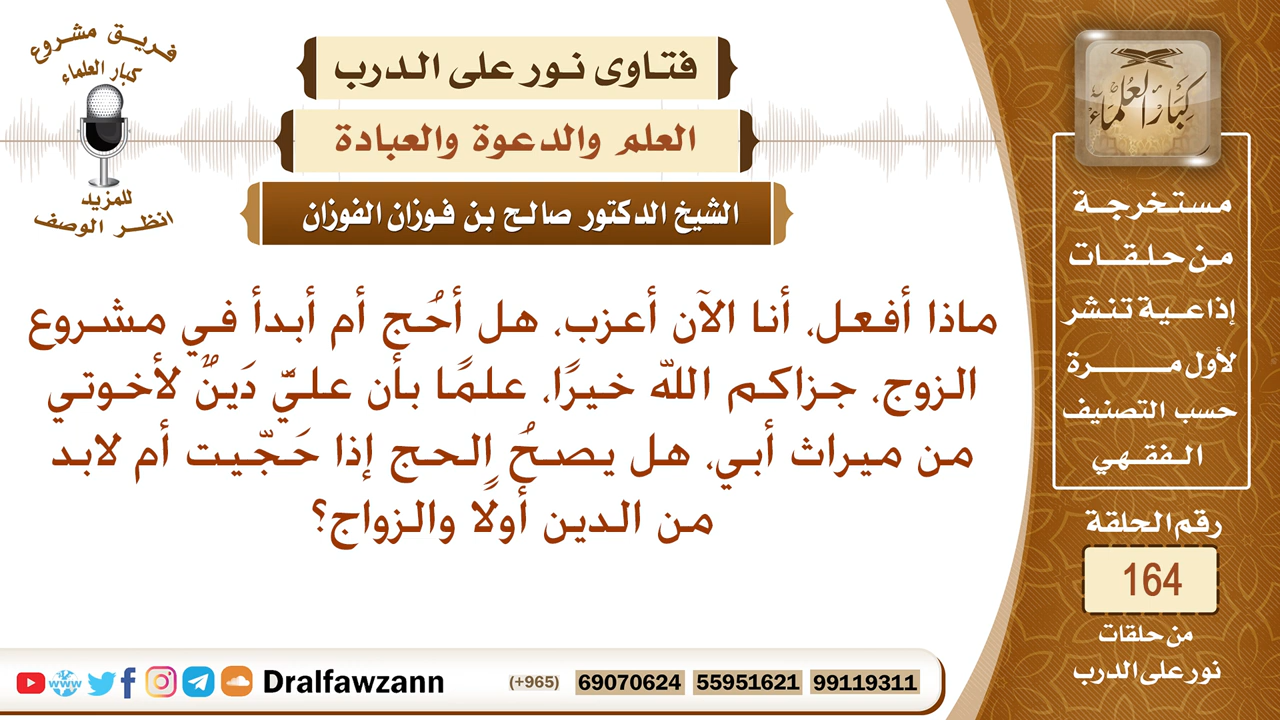 فريق مشروع
كبار العلماء
للمزيد
انظر الوصف
فتاوى نور على الدرب
العلم والدعوة والعبادة
الشيخ الدكتور صالح بن فوزان الفوزان
ماذا أفعل، أنا الآن أعزب، هل أحُج أم أبدأ في مشروع
الزوج، جزاكم الله خيرًا، علمًا بأن عليّ دَينٌ لأخوتي
من ميراث أبي، هل يصحُ الحج إذا حَجّيت أم لابد
من الدين أولًا والزواج؟
كبار العلماء
مستخرجة
من حلقات
إذاعية تنشر
لأول مرة
حسب التصنيف
الفقهي
رقم الحلقة
164
من حلقات
نور على الدرب
www
Dralfawzann
(+965) 69070624 55951621 99119311